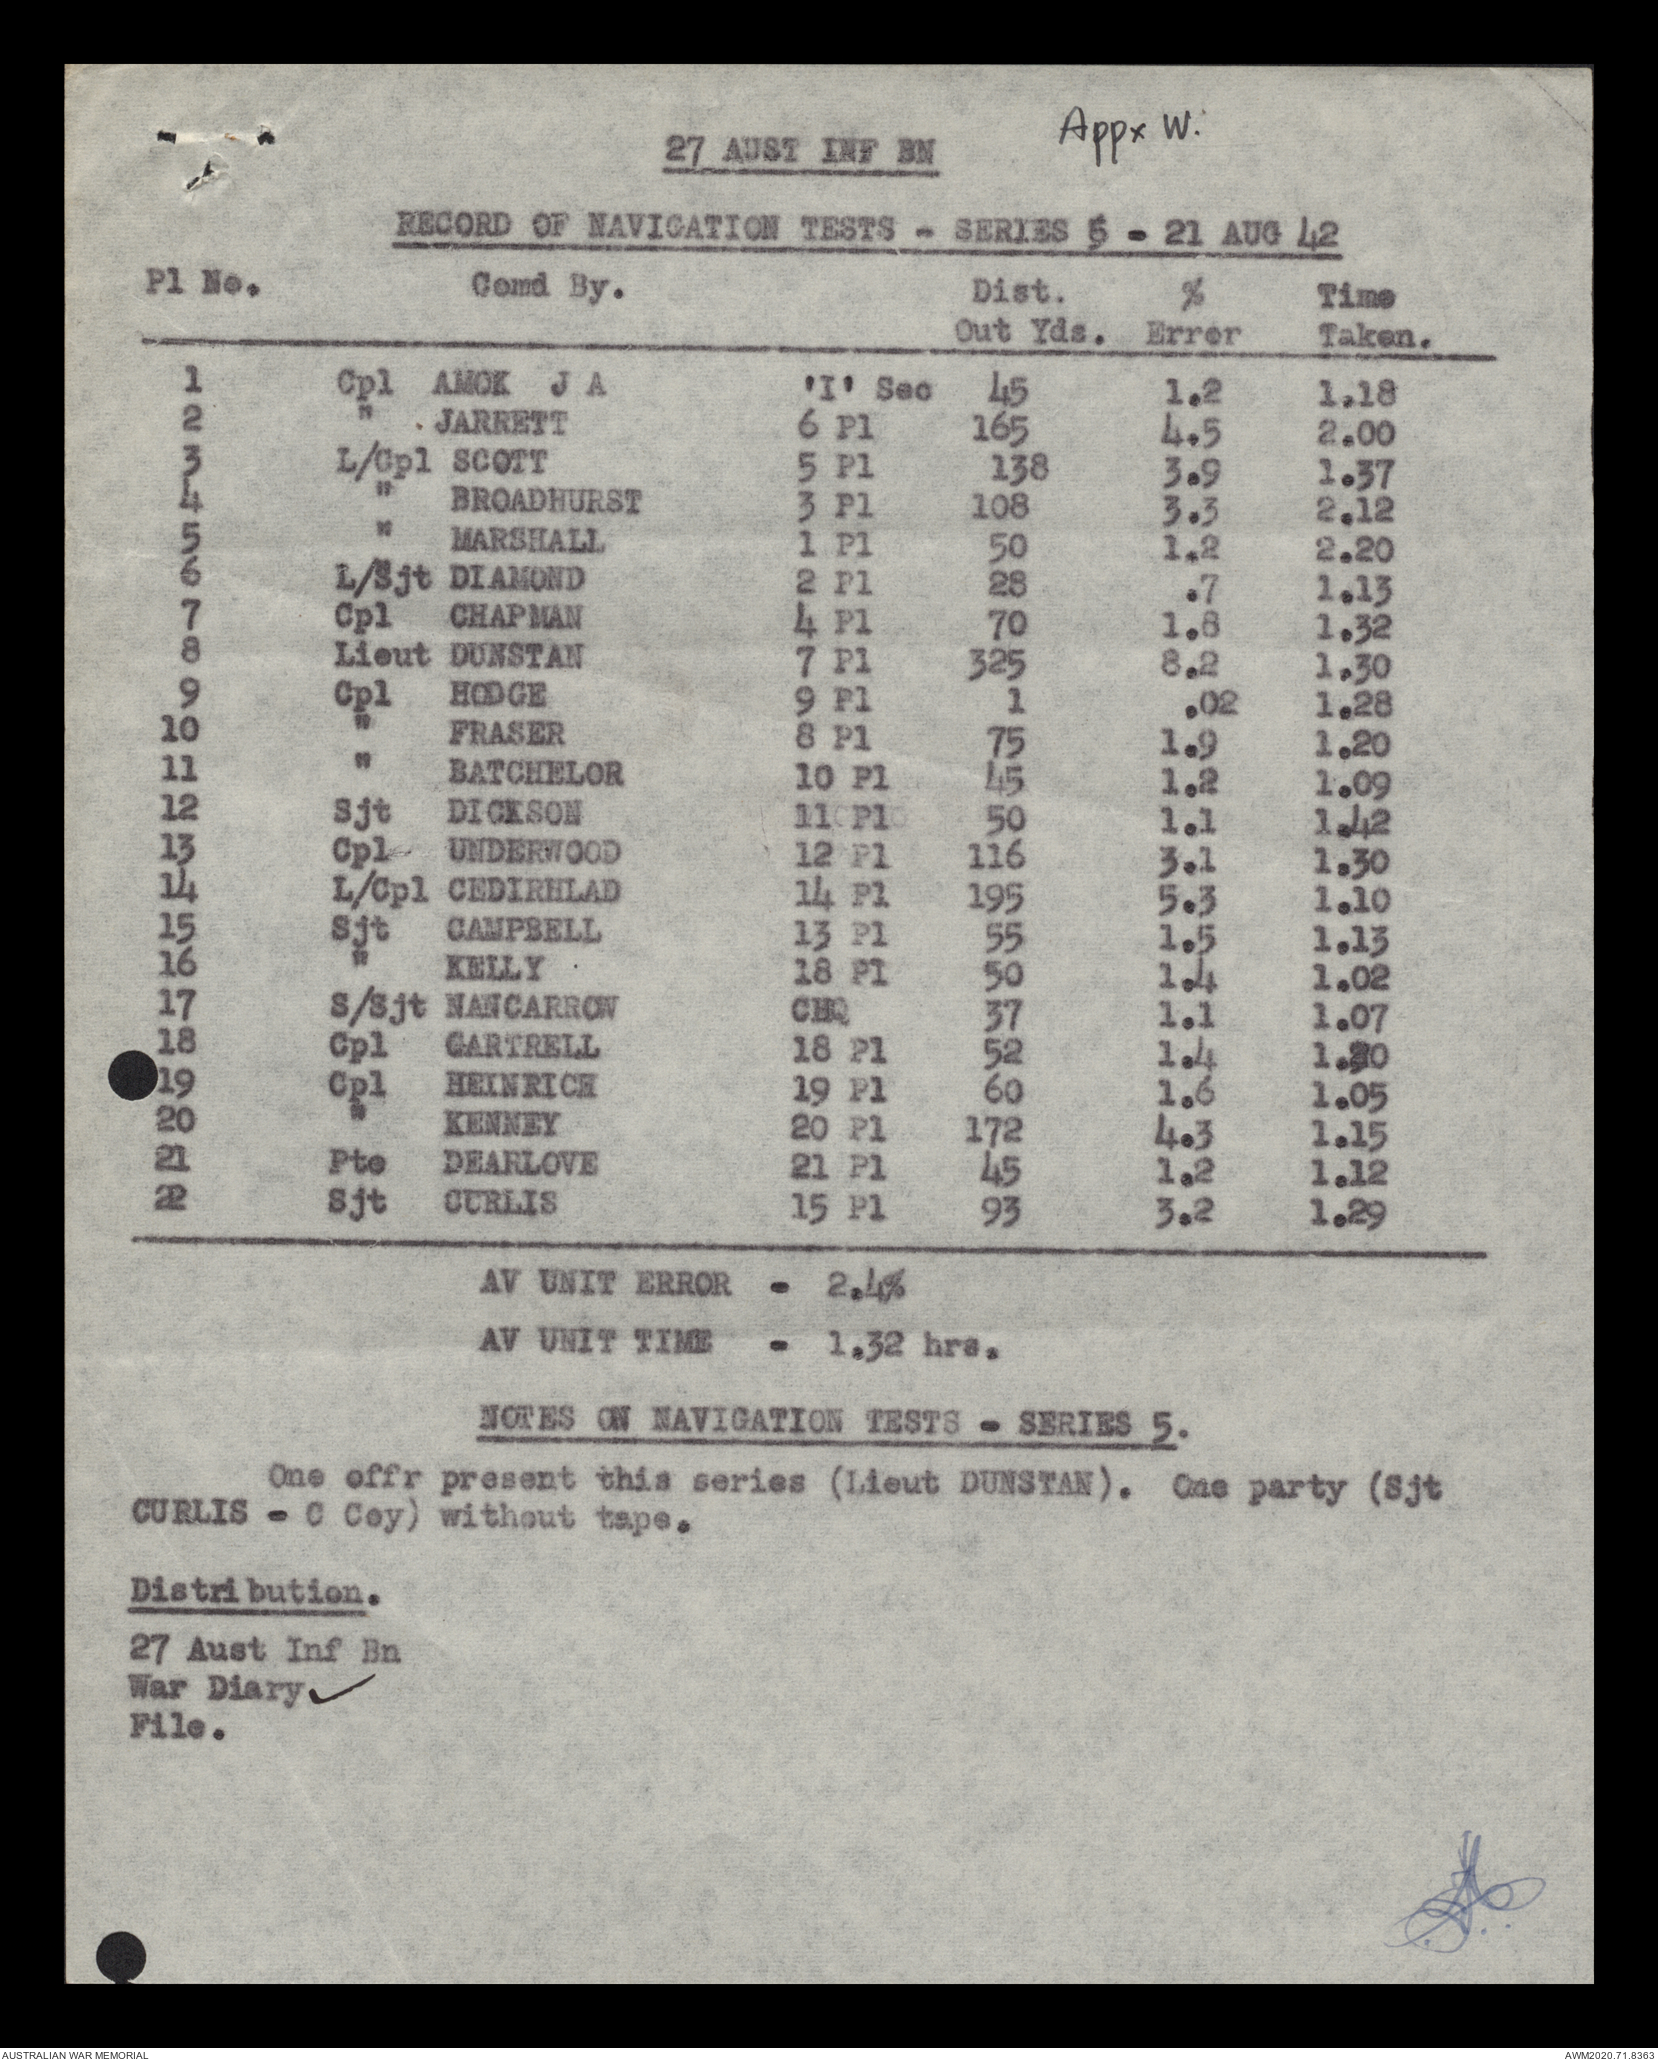 Appx W.
27 AUST INF BN
RECORD OF NAVIGATION TESTS - SERIES 5 - 21 AUG 42
Pl No. Comd By. Dist. % Time
Out Yds. Error Taken.
1 Cpl AMOK J A 'I' Sec 45 1.2 1.18
2 " JARRETT 6 Pl 165 4.5 2.00
3 L/Cpl SCOTT 5 Pl 138 3.9 1.37
4 " BROADHURST 3 Pl 108 3.3 2.12
5 " MARSHALL 1 Pl 50 1.2 2.20
6 L/Sjt DIAMOND 2 Pl 28 .7 1.13
7 Cpl CHAPMAN 4 Pl 70 1.8 1.32
8 Lieut DUNSTAN 7 Pl 325 8.2 1.30
9 Cpl HODGE 9 Pl 1 .02 1.28
10 " FRASER 8 Pl 75 1.9 1.20
11 " BATCHELOR 10 Pl 45 1.2 1.09
12 Sjt DICKSON 11 Pl 50 1.1 1.42
13 Cpl UNDERWOOD 12 Pl 116 3.1 1.30
14 L/Cpl CEDIRHLAD 14 Pl 195 5.3 1.10
15 Sjt CAMPBELL 13 Pl 55 1.5 1.13
16 " KELLY 18 Pl 50 1.4 1.02
17 S/Sjt NANCARROW CHQ 37 1.1 1.07
18 Cpl GARTRELL 18 Pl 52 1.4
19 Cpl HEINRICH 19 Pl 60 1.6 1.05
20 " KENNEY 20 Pl 172 4.3 1.15
21 Pte DEARLOVE 21 Pl 45 1.2 1.12
22 Sjt CURLIS 15 Pl 93 3.2 1.29
AV UNIT ERROR - 2.4%
AV UNIT TIME - 1.32 hrs.
NOTES ON NAVIGATION TESTS - SERIES 5.
One offr present this series (Lieut DUNSTAN). One party (Sjt
CURLIS - C Coy) without tape.
Distribution.
27 Aust Inf Bn
War Diary ✓
File.
AUSTRALIAN WAR MEMORIAL AWM2020.71.8363